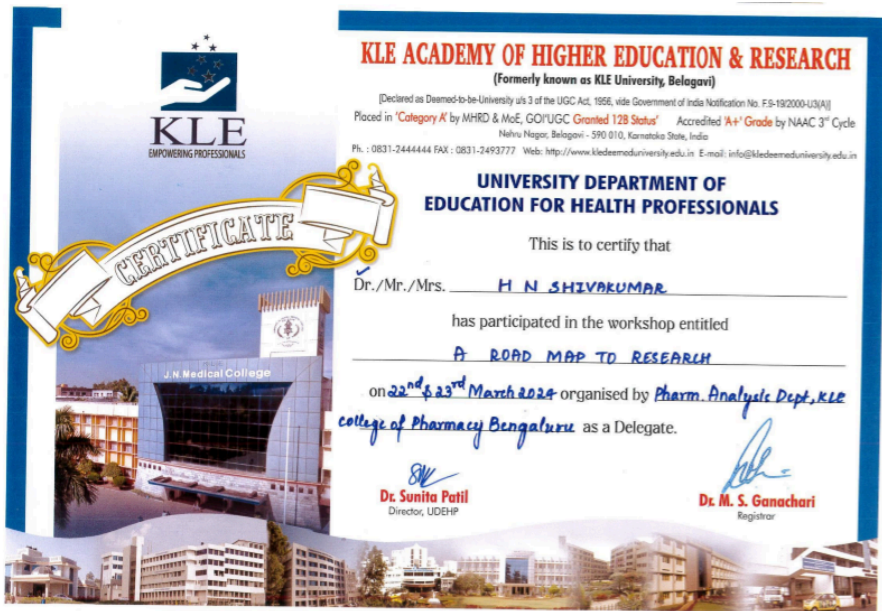 KLE
EMPOWERING PROFESSIONALS
CERTIFICATE
J.N. Medical College
KLE ACADEMY OF HIGHER EDUCATION & RESEARCH
(Formerly known as KLE University, Belagavi)
[Declared as Deemed-to-be-University u/s 3 of the UGC Act, 1956, vide Government of India Notification No. F.9-19/2000-U3(A)]
Placed in 'Category A' by MHRD & MoE, GOI*UGC Granted 12B Status' Accredited 'A+' Grade by NAAC 3rd Cycle
Nehru Nagar, Belagavi - 590 010, Karnataka State, India
Ph. : 0831-2444444 FAX : 0831-2493777 Web: http://www.kledeemeduniversity.edu.in E-mail: info@kledeemeduniversity.edu.in
UNIVERSITY DEPARTMENT OF
EDUCATION FOR HEALTH PROFESSIONALS
This is to certify that
Dr./Mr./Mrs. H N SHIVAKUMAR
has participated in the workshop entitled
A ROAD MAP TO RESEARCH
on 22nd & 23rd March 2024 organised by Pharm. Analysis Dept, KLE
college of Pharmacy Bengaluru as a Delegate.
Dr. Sunita Patil
Director, UDEHP
Dr. M. S. Ganachari
Registrar